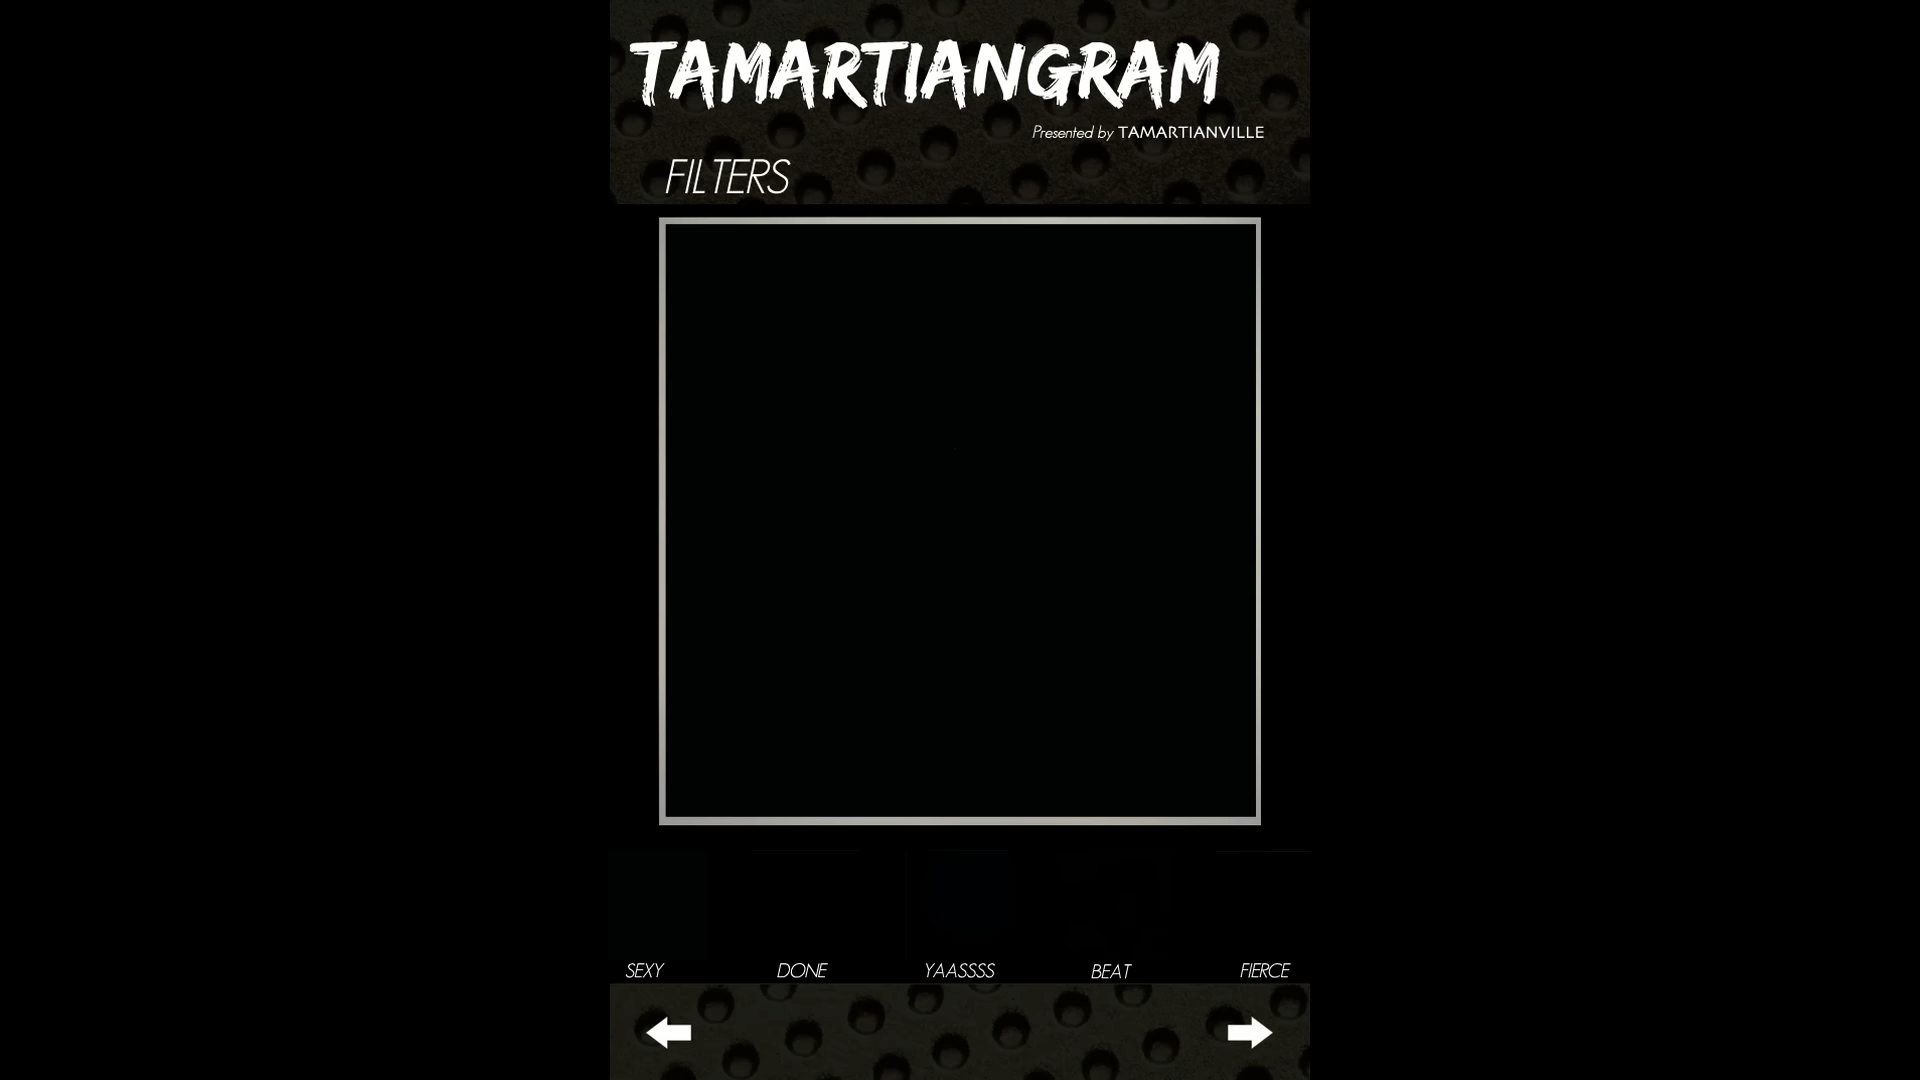 TAMARTIANGRAM
Presented by TAMARTIANVILLE
FILTERS
SEXY DONE YAASSSS BEAT FIERCE